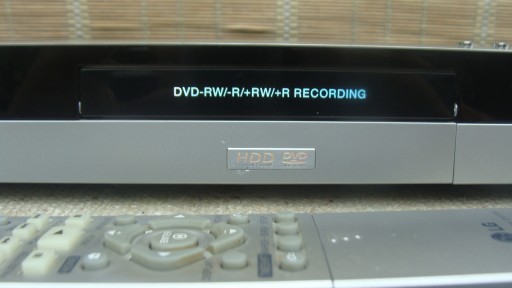 DVD-RW/-R/+RW/+R RECORDING
HDD DVD
LG